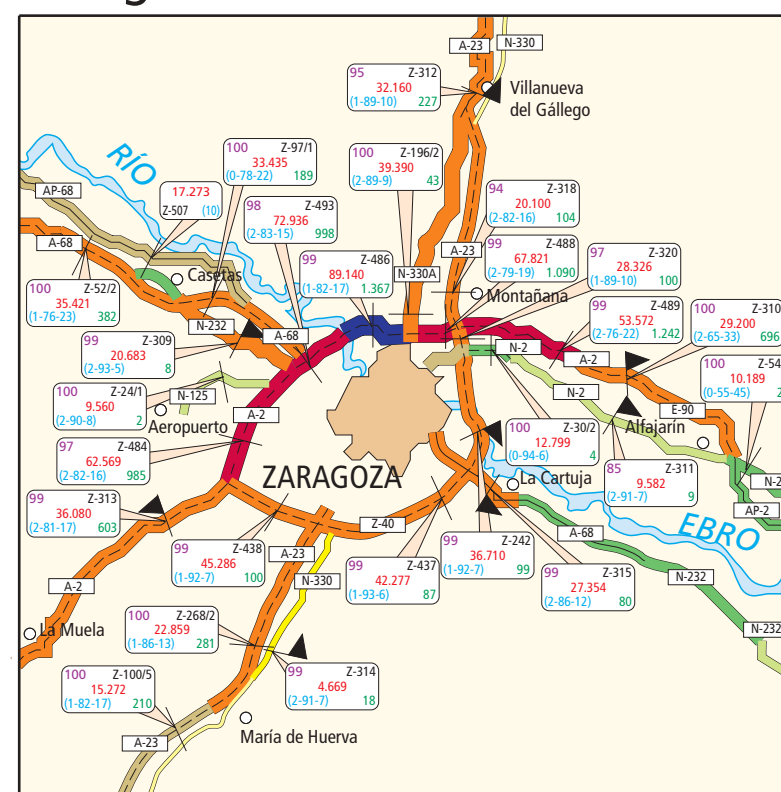 A-23
N-330
95 Z-312
32.160
(1-89-10) 227
Villanueva
del Gállego
RÍO
100 Z-97/1
33.435
(0-78-22) 189
100 Z-196/2
39.390
(2-89-9) 43
AP-68
17.273
Z-507 (10)
94 Z-318
20.100
(2-82-16) 104
98 Z-493
72.936
(2-83-15) 998
A-68
99 Z-488
67.821
(2-79-19) 1.090
A-23
99 Z-486
89.140
(1-82-17) 1.367
97 Z-320
28.326
(1-89-10) 100
N-330A
Casetas
Montañana
100 Z-52/2
35.421
(1-76-23) 382
99 Z-489
53.572
(2-76-22) 1.242
100 Z-310
29.200
(2-65-33) 696
N-232
A-68
99 Z-309
20.683
(2-93-5) 8
N-2
A-2
100 Z-54
10.189
(0-55-45) 2
100 Z-24/1
9.560
(2-90-8) 2
N-125
N-2
A-2
E-90
Aeropuerto
100 Z-30/2
12.799
(0-94-6) 4
Alfajarín
97 Z-484
62.569
(2-82-16) 985
85 Z-311
9.582
(2-91-7) 9
ZARAGOZA
La Cartuja
N-2
99 Z-313
36.080
(2-81-17) 603
AP-2
EBRO
Z-40
A-68
99 Z-438
45.286
(1-92-7) 100
A-23
99 Z-242
36.710
(1-92-7) 99
99 Z-437
42.277
(1-93-6) 87
99 Z-315
27.354
(2-86-12) 80
N-330
N-232
A-2
100 Z-268/2
22.859
(1-86-13) 281
La Muela
N-232
100 Z-100/5
15.272
(1-82-17) 210
99 Z-314
4.669
(2-91-7) 18
María de Huerva
A-23